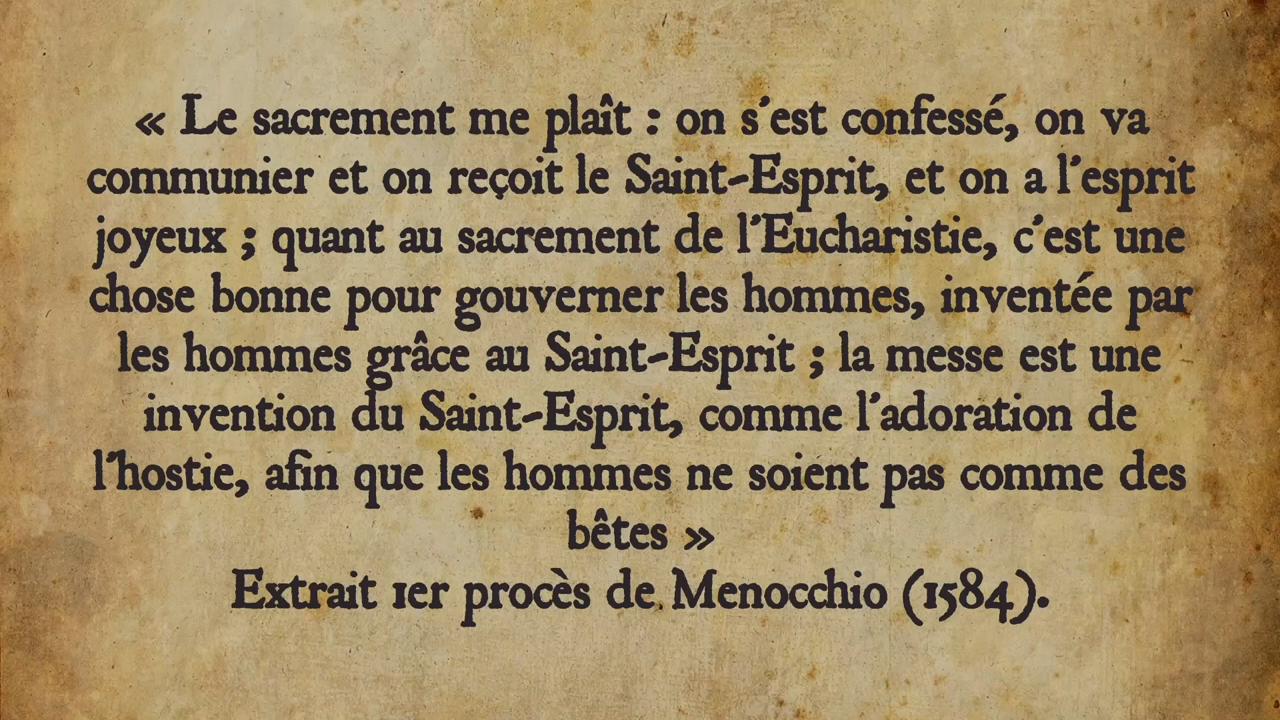 « Le sacrement me plaît : on s'est confessé, on va
communier et on reçoit le Saint-Esprit, et on a l'esprit
joyeux ; quant au sacrement de l'Eucharistie, c'est une
chose bonne pour gouverner les hommes, inventée par
les hommes grâce au Saint-Esprit ; la messe est une
invention du Saint-Esprit, comme l'adoration de
l'hostie, afin que les hommes ne soient pas comme des
bêtes »
Extrait 1er procès de Menocchio (1584).